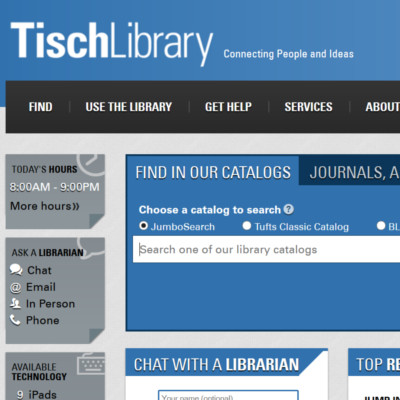 TischLibrary
Connecting People and Ideas
FIND
USE THE LIBRARY
GET HELP
SERVICES
ABOUT
TODAY'S HOURS
8:00AM - 9:00PM
More hours»
ASK A LIBRARIAN
Chat
@ Email
In Person
Phone
AVAILABLE
TECHNOLOGY
9 iPads
FIND IN OUR CATALOGS
JOURNALS, A
Choose a catalog to search ?
JumboSearch
Tufts Classic Catalog
BL
Search one of our library catalogs
CHAT WITH A LIBRARIAN
Your name (optional)
TOP RE